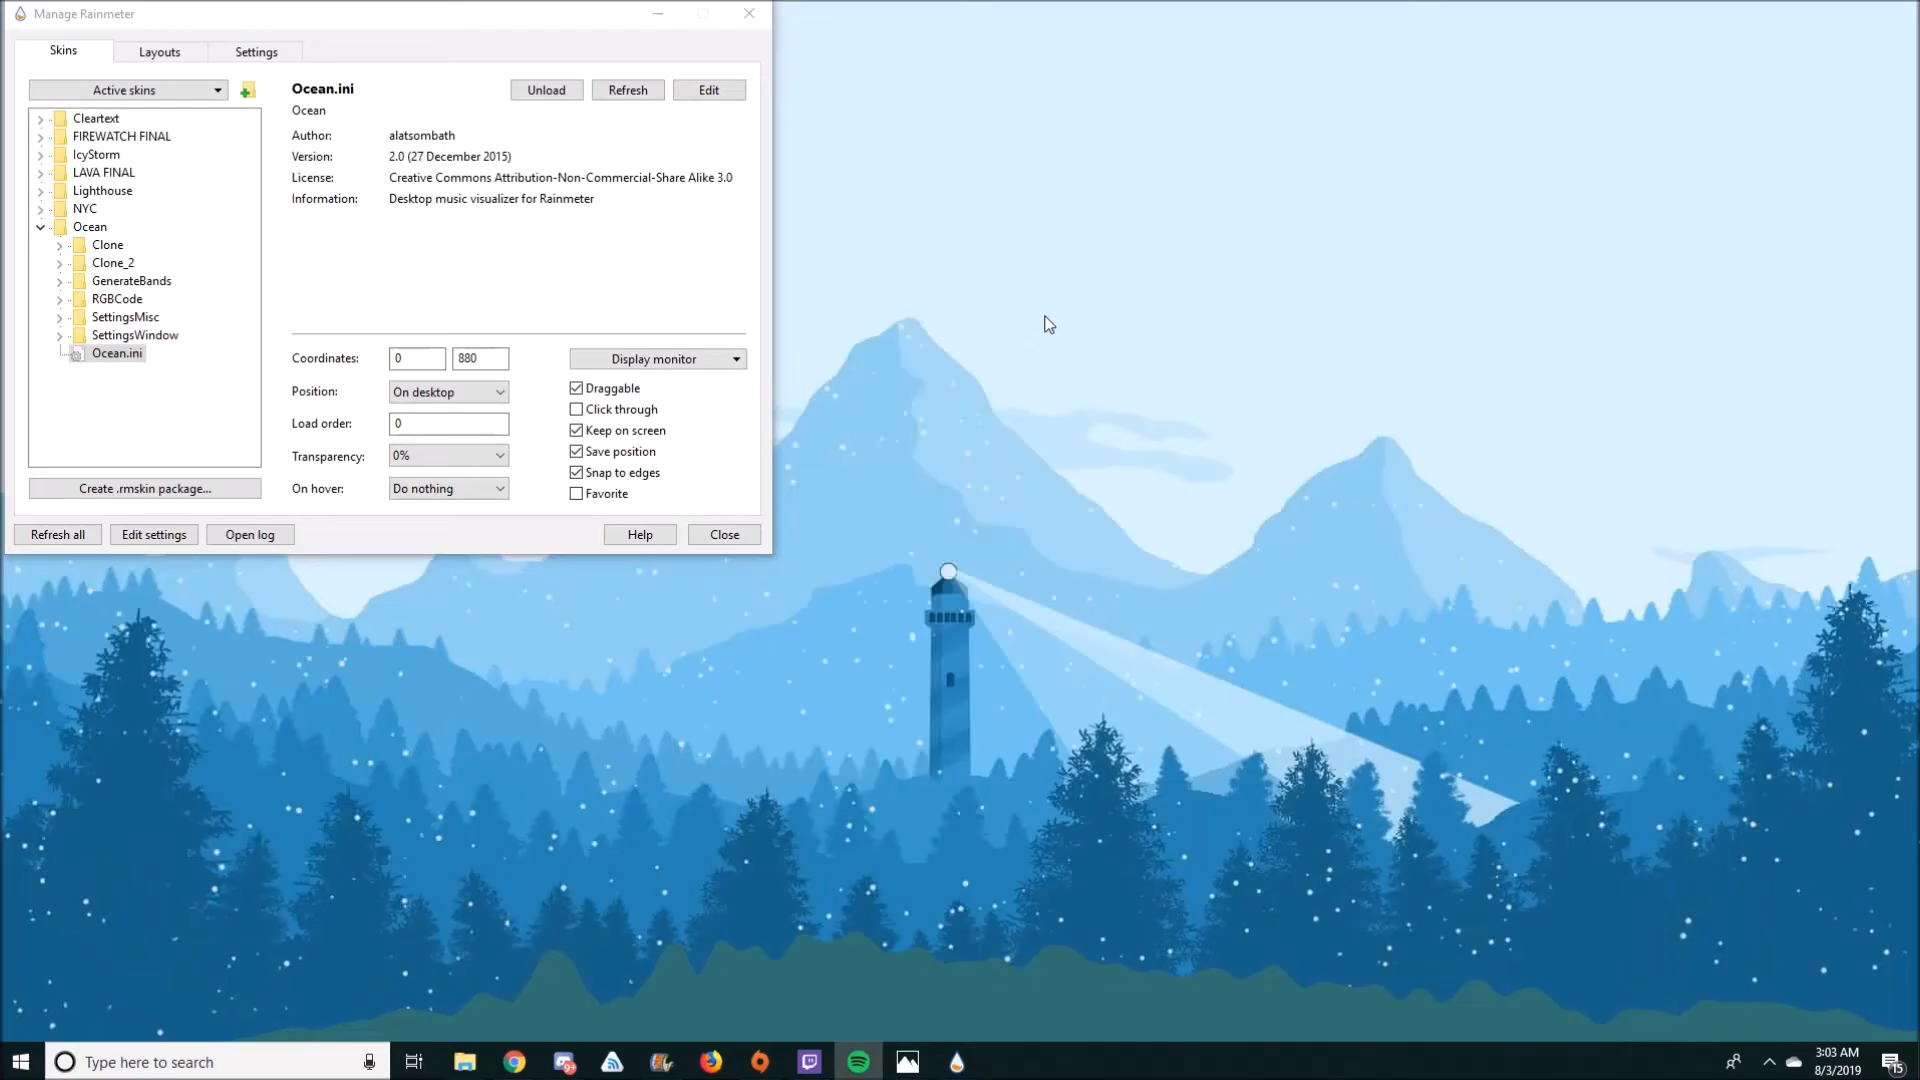 Manage Rainmeter
Skins Layouts Settings
Active skins
Cleartext
FIREWATCH FINAL
IcyStorm
LAVA FINAL
Lighthouse
NYC
Ocean
Clone
Clone_2
GenerateBands
RGBCode
SettingsMisc
SettingsWindow
Ocean.ini
Create .rmskin package...
Ocean.ini Unload Refresh Edit
Ocean
Author: alatsombath
Version: 2.0 (27 December 2015)
License: Creative Commons Attribution-Non-Commercial-Share Alike 3.0
Information: Desktop music visualizer for Rainmeter
Coordinates: 0 880
Position: On desktop
Load order: 0
Transparency: 0%
On hover: Do nothing
Display monitor
Draggable
Click through
Keep on screen
Save position
Snap to edges
Favorite
Refresh all Edit settings Open log Help Close
Type here to search
3:03 AM
8/3/2019
15